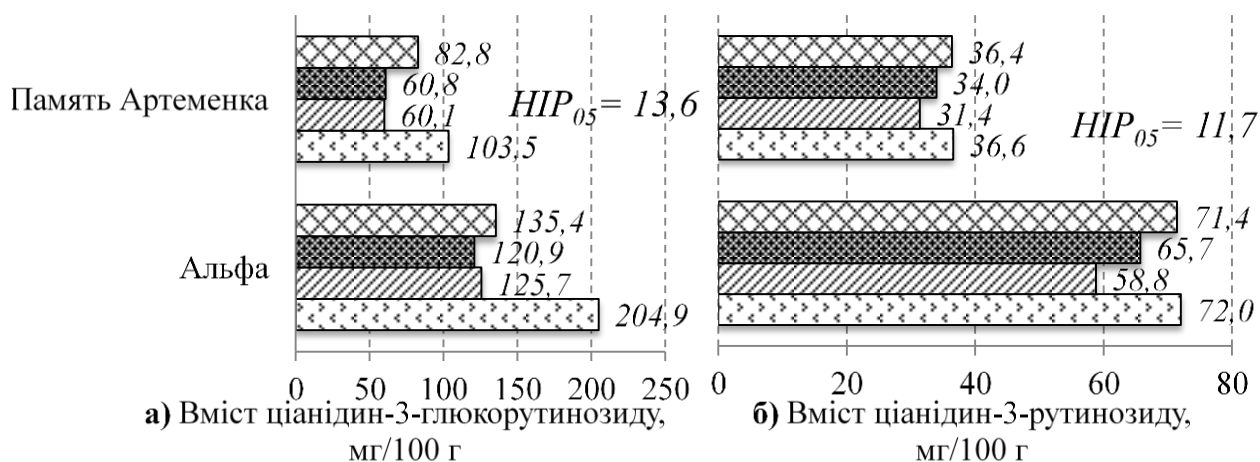 Память Артеменка
82,8
60,8
60,1
103,5
НІР05 = 13,6
Альфа
135,4
120,9
125,7
204,9
0 50 100 150 200 250
а) Вміст ціанідин-3-глюкорутинозиду,
мг/100 г
36,4
34,0
31,4
36,6
НІР05 = 11,7
71,4
65,7
58,8
72,0
0 20 40 60 80
б) Вміст ціанідин-3-рутинозиду,
мг/100 г